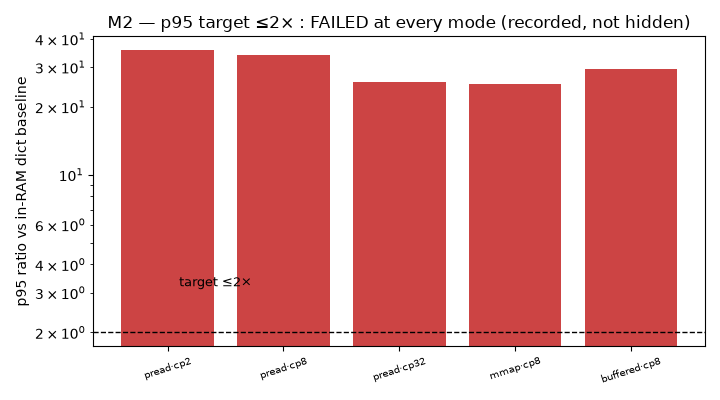 M2 — p95 target ≤2× : FAILED at every mode (recorded, not hidden)
p95 ratio vs in-RAM dict baseline
4 × 10¹
3 × 10¹
2 × 10¹
10¹
6 × 10⁰
4 × 10⁰
3 × 10⁰
2 × 10⁰
target ≤2×
pread·cp2
pread·cp8
pread·cp32
mmap·cp8
buffered·cp8